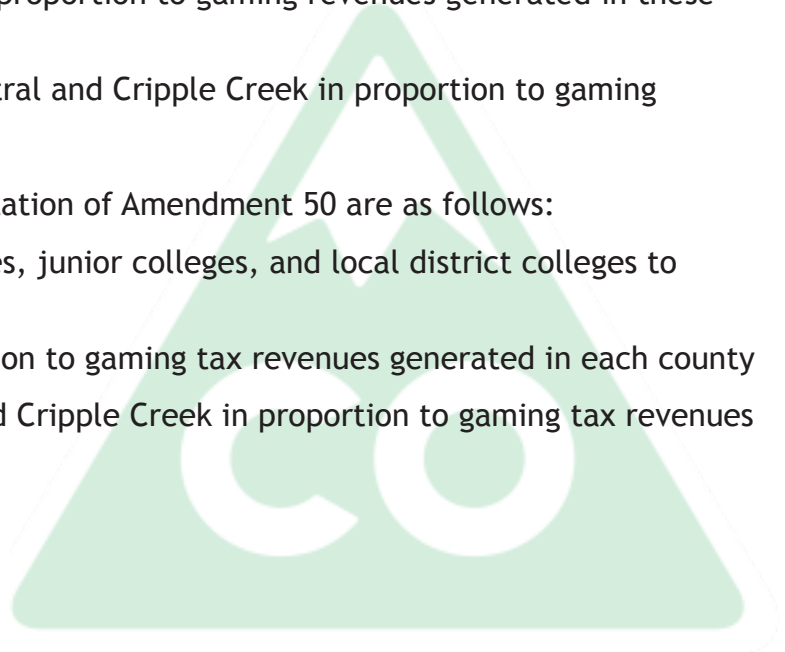 proportion to gaming revenues generated in these
tral and Cripple Creek in proportion to gaming
ation of Amendment 50 are as follows:
es, junior colleges, and local district colleges to
on to gaming tax revenues generated in each county
d Cripple Creek in proportion to gaming tax revenues
CO